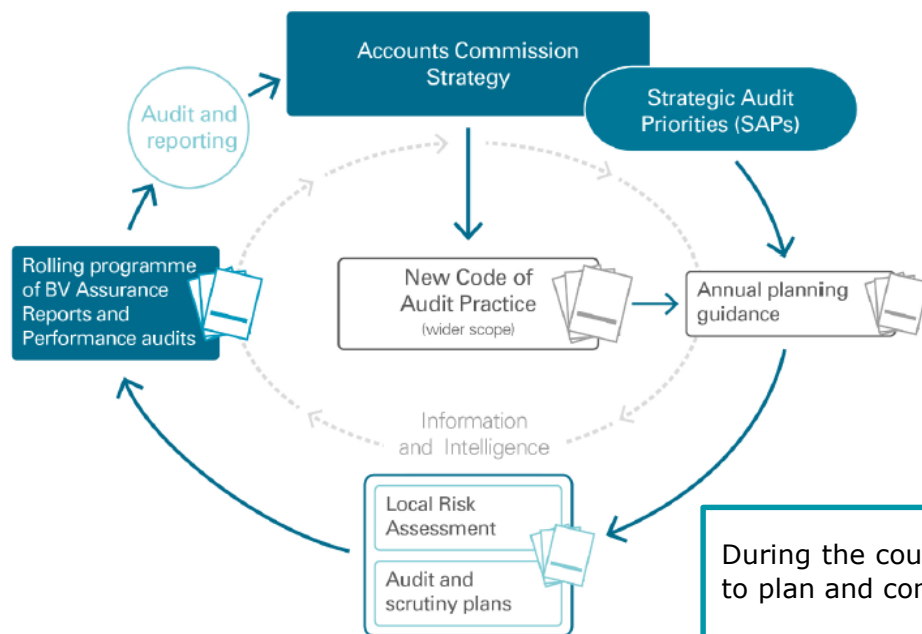 Accounts Commission
Strategy
Strategic Audit
Priorities (SAPs)
Audit and
reporting
Rolling programme
of BV Assurance
Reports and
Performance audits
New Code of
Audit Practice
(wider scope)
Annual planning
guidance
Information
and Intelligence
Local Risk
Assessment
Audit and
scrutiny plans
During the cou
to plan and